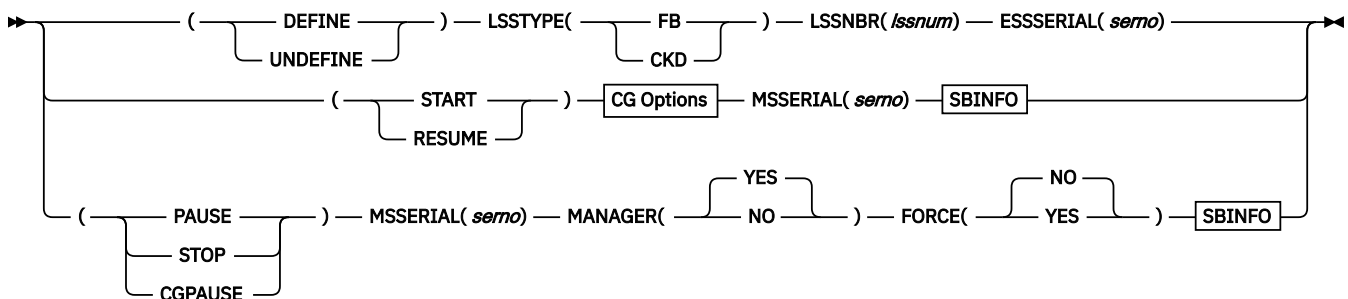 ( DEFINE ) LSSTYPE( FB ) LSSNBR( lssnum) ESSSERIAL( serno)
UNDEFINE CKD
( START ) CG Options MSSERIAL( serno) SBINFO
RESUME
YES NO
( PAUSE ) MSSERIAL( serno) MANAGER( NO ) FORCE( YES ) SBINFO
STOP
CGPAUSE